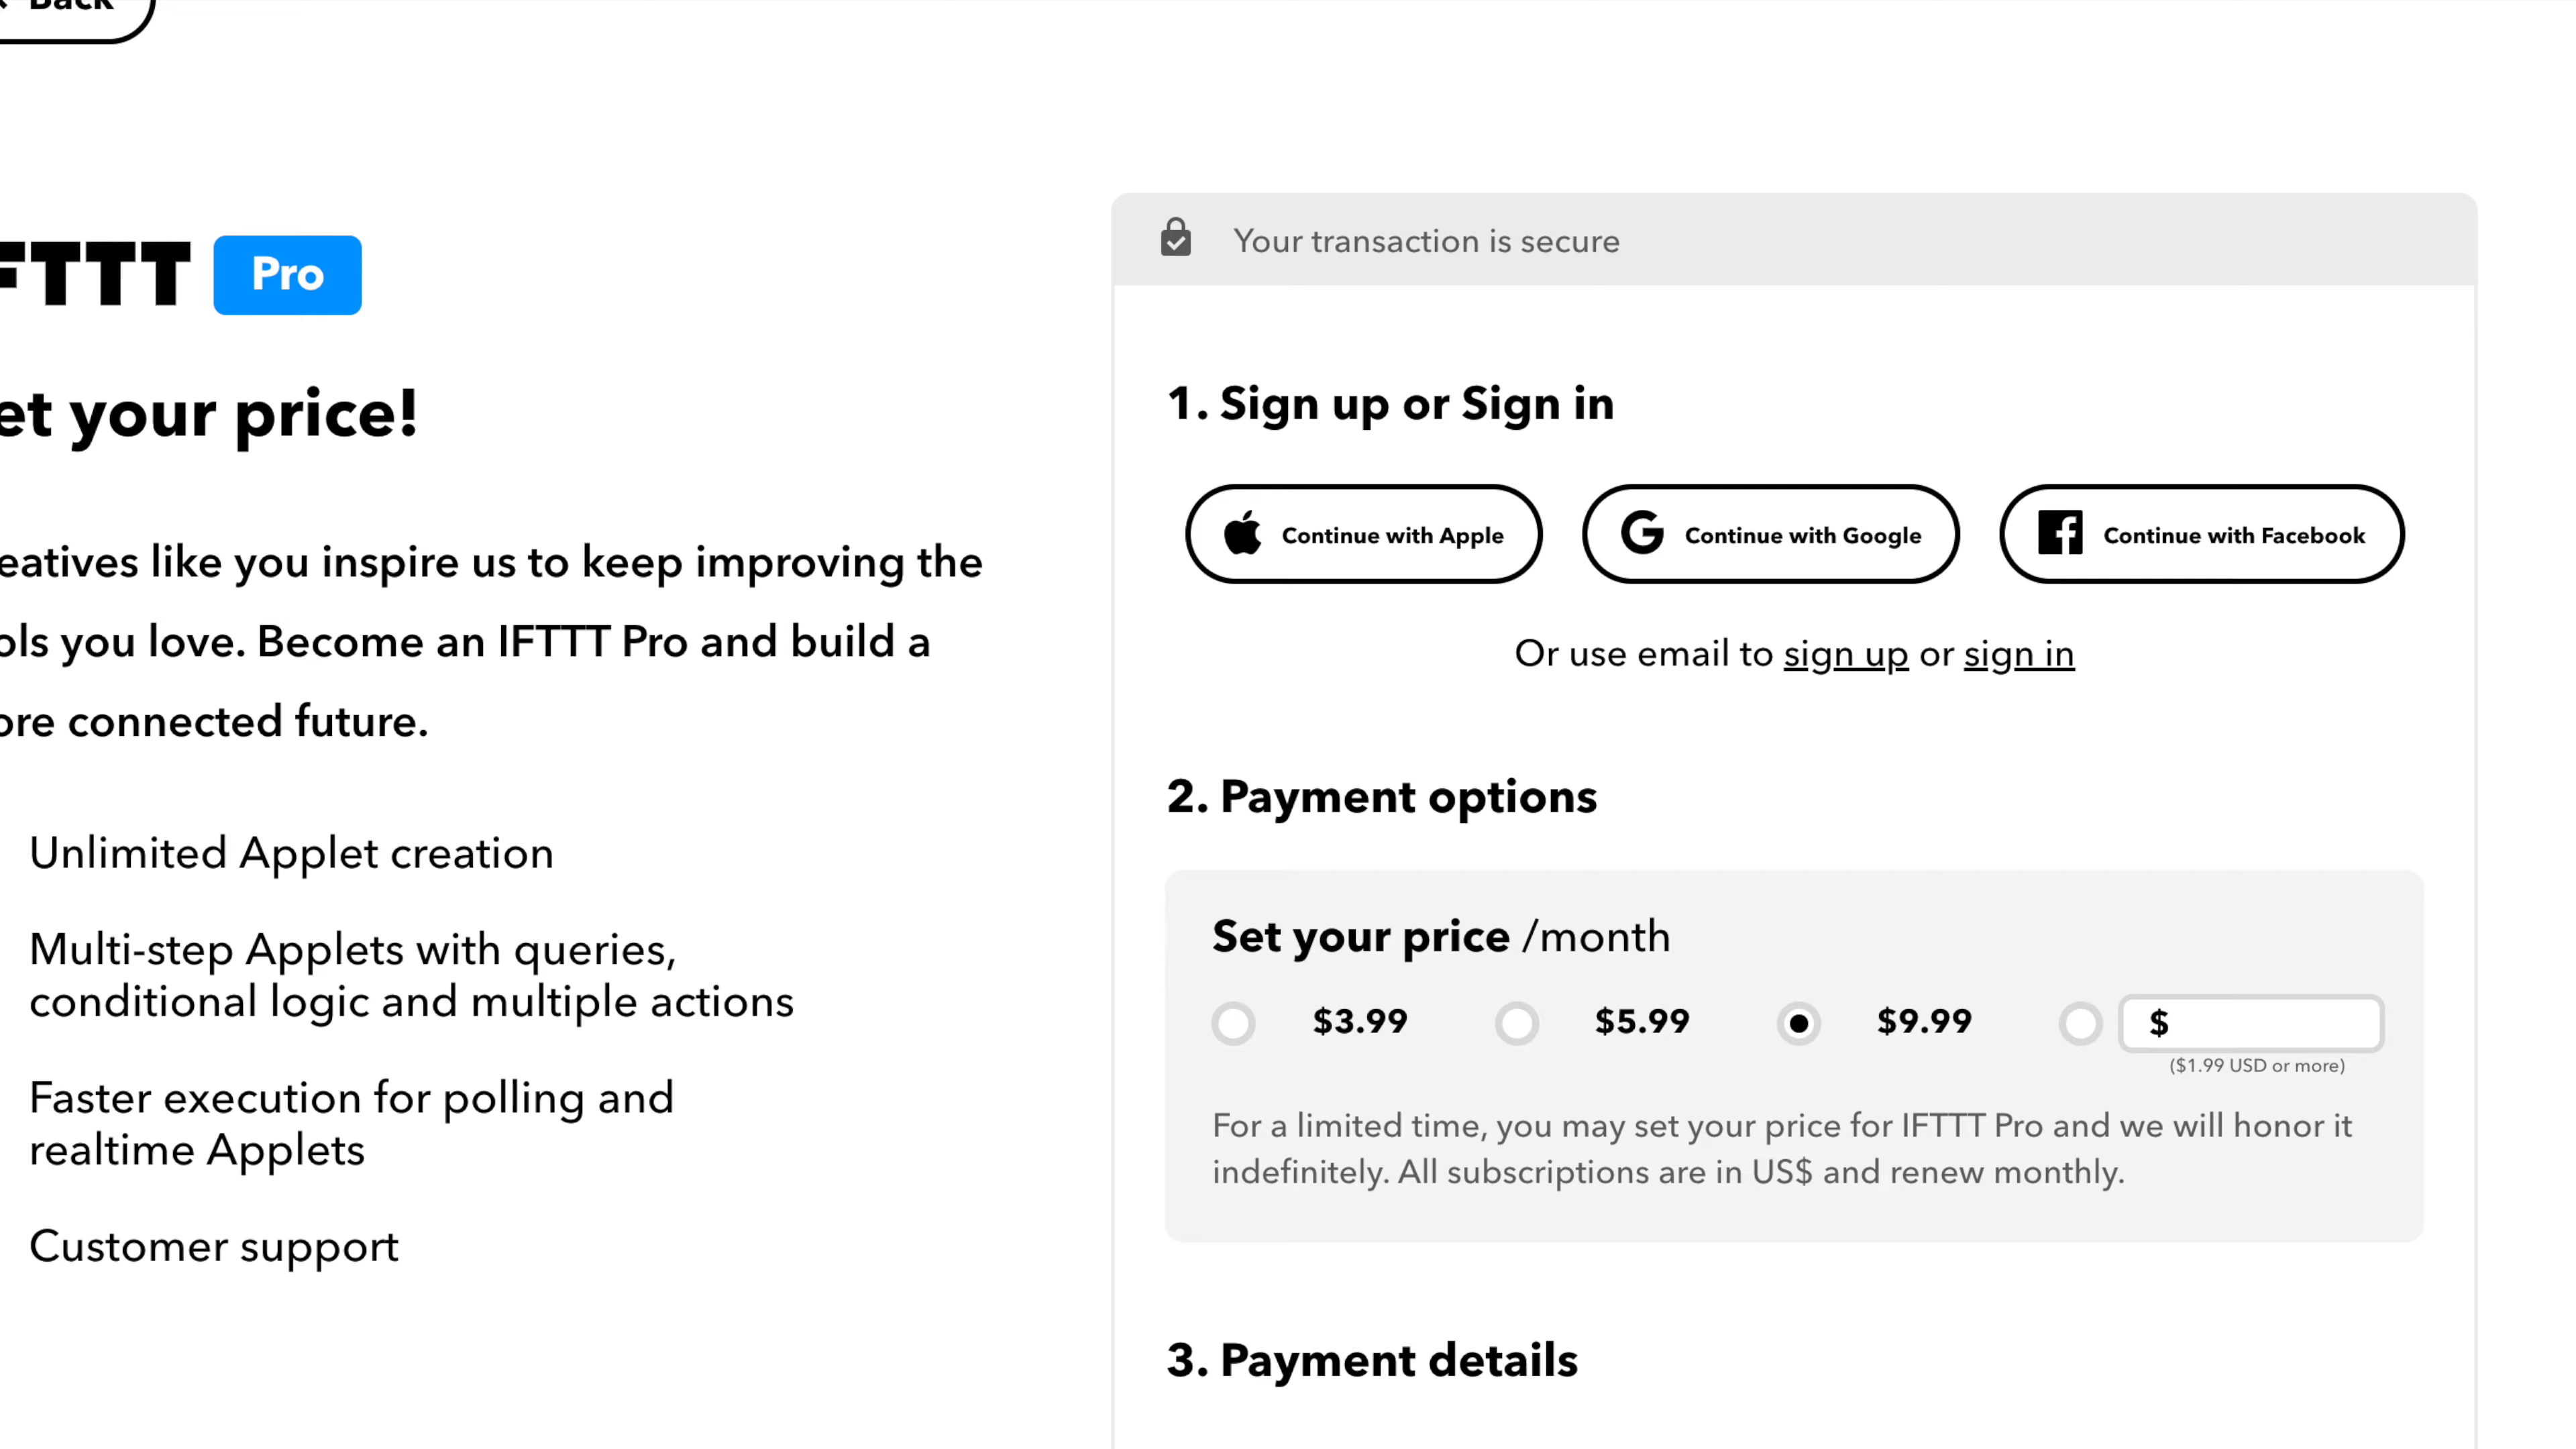 Back
FTTT Pro
et your price!
eatives like you inspire us to keep improving the
ols you love. Become an IFTTT Pro and build a
ore connected future.
Unlimited Applet creation
Multi-step Applets with queries,
conditional logic and multiple actions
Faster execution for polling and
realtime Applets
Customer support
Your transaction is secure
1. Sign up or Sign in
Continue with Apple
Continue with Google
Continue with Facebook
Or use email to sign up or sign in
2. Payment options
Set your price /month
$3.99 $5.99 $9.99 $
($1.99 USD or more)
For a limited time, you may set your price for IFTTT Pro and we will honor it
indefinitely. All subscriptions are in US$ and renew monthly.
3. Payment details